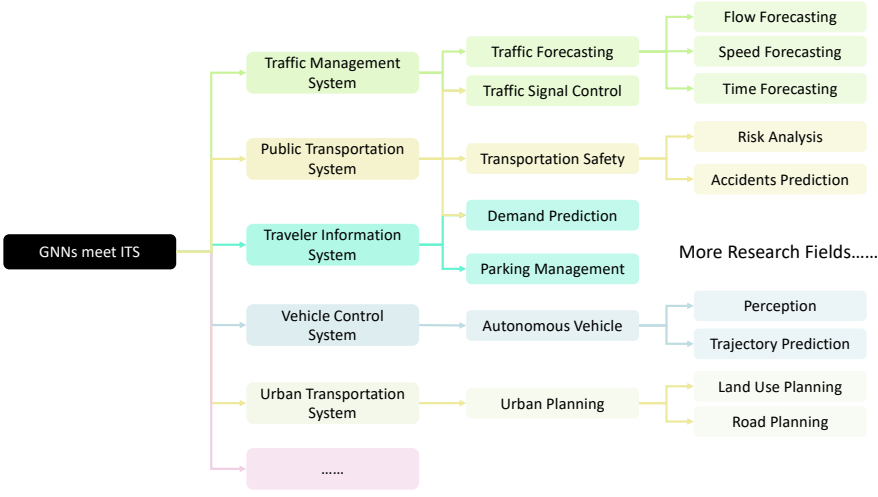 GNNs meet ITS
Traffic Management
System
Public Transportation
System
Traveler Information
System
Vehicle Control
System
Urban Transportation
System
……
Traffic Forecasting
Traffic Signal Control
Transportation Safety
Demand Prediction
Parking Management
Autonomous Vehicle
Urban Planning
Flow Forecasting
Speed Forecasting
Time Forecasting
Risk Analysis
Accidents Prediction
More Research Fields……
Perception
Trajectory Prediction
Land Use Planning
Road Planning